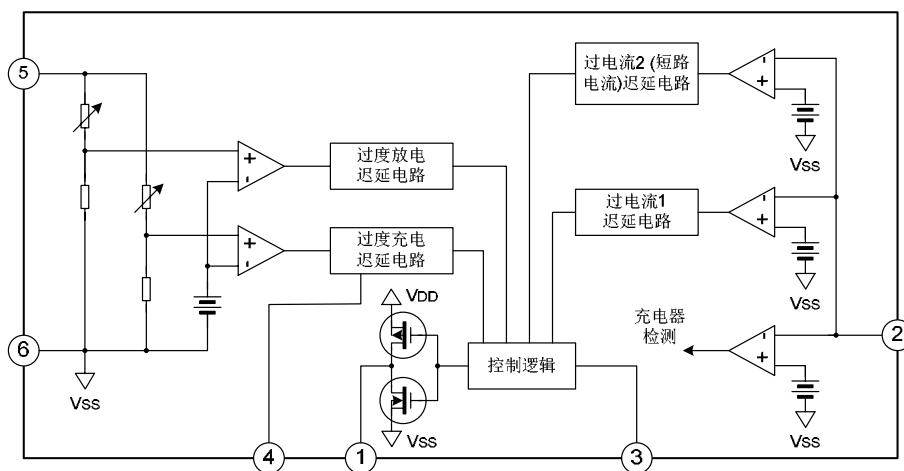 5
过电流2 (短路
电流)迟延电路
-
+
VSS
+
-
过度放电
迟延电路
过电流1
迟延电路
-
+
VSS
+
-
过度充电
迟延电路
VDD
充电器
检测
-
+
2
6
控制逻辑
VSS
VSS
VSS
4
1
3